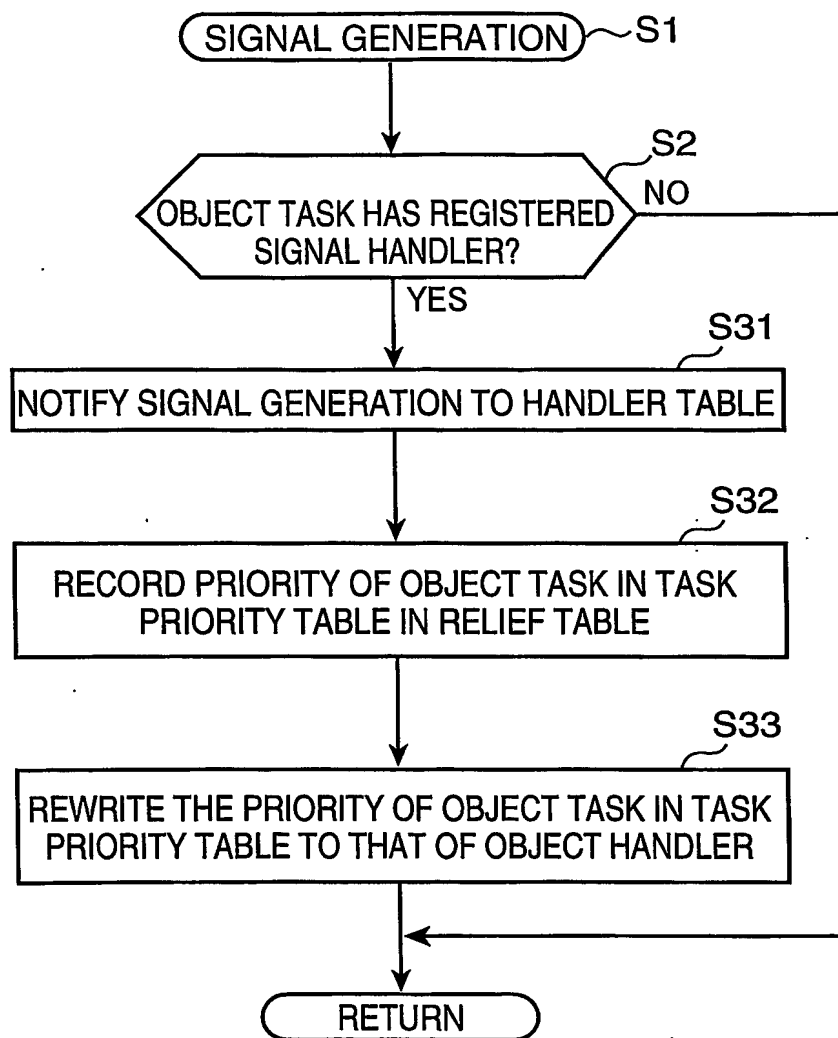 SIGNAL GENERATION
S1
S2
OBJECT TASK HAS REGISTERED
SIGNAL HANDLER?
NO
YES
S31
NOTIFY SIGNAL GENERATION TO HANDLER TABLE
S32
RECORD PRIORITY OF OBJECT TASK IN TASK
PRIORITY TABLE IN RELIEF TABLE
S33
REWRITE THE PRIORITY OF OBJECT TASK IN TASK
PRIORITY TABLE TO THAT OF OBJECT HANDLER
RETURN